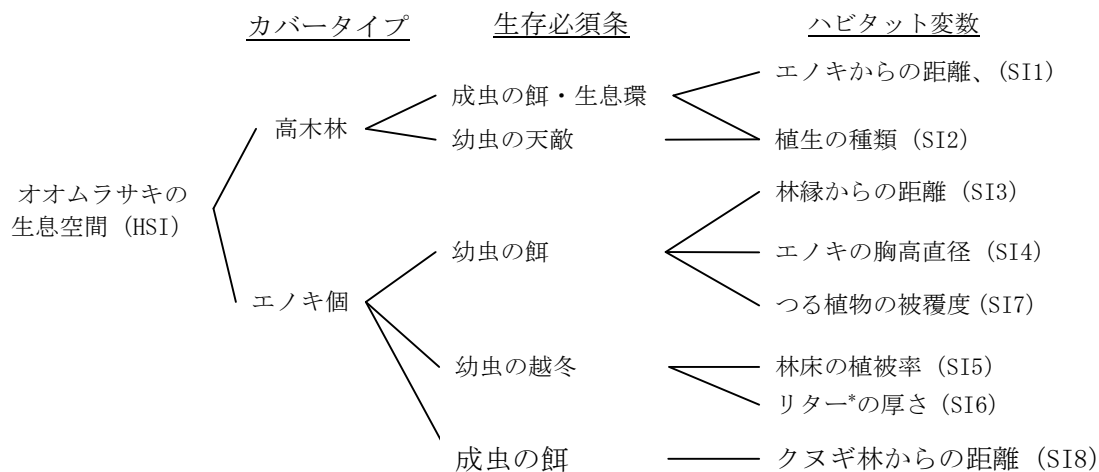 カバータイプ 生存必須条 ハビタット変数
エノキからの距離、(SI1)
成虫の餌・生息環
高木林
幼虫の天敵
植生の種類 (SI2)
オオムラサキの
生息空間 (HSI)
林縁からの距離 (SI3)
幼虫の餌
エノキの胸高直径 (SI4)
エノキ個
つる植物の被覆度 (SI7)
幼虫の越冬
林床の植被率 (SI5)
リター*の厚さ (SI6)
成虫の餌
クヌギ林からの距離 (SI8)